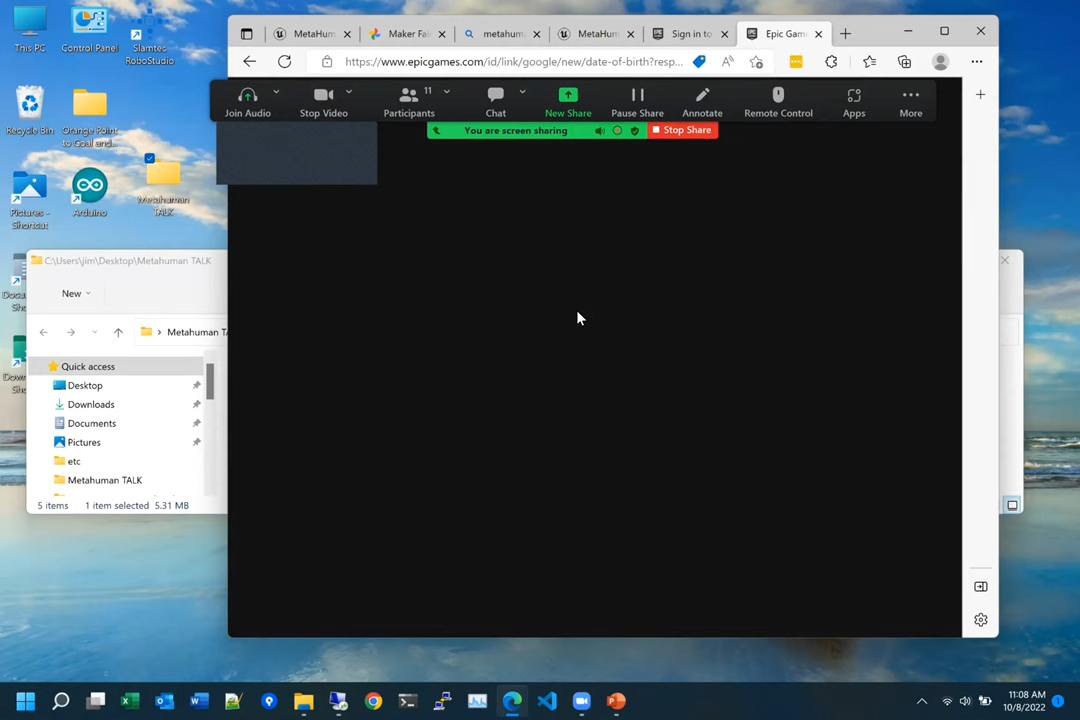 This PC
Control Panel
Slamtec
RoboStudio
Recycle Bin
Orange Point
to Goal and...
Metahuman
TALK
Pictures -
Shortcut
Arduino
MetaHum
Maker Fai
metahum
MetaHum
Sign in to
Epic Gam
https://www.epicgames.com/id/link/google/new/date-of-birth?resp...
Join Audio
Stop Video
Participants
11
Chat
New Share
Pause Share
Annotate
Remote Control
Apps
More
You are screen sharing
Stop Share
C:\Users\jim\Desktop\Metahuman TALK
New
Metahuman TA
Quick access
Desktop
Downloads
Documents
Pictures
etc
Metahuman TALK
5 items
1 item selected 5.31 MB
11:08 AM
10/8/2022